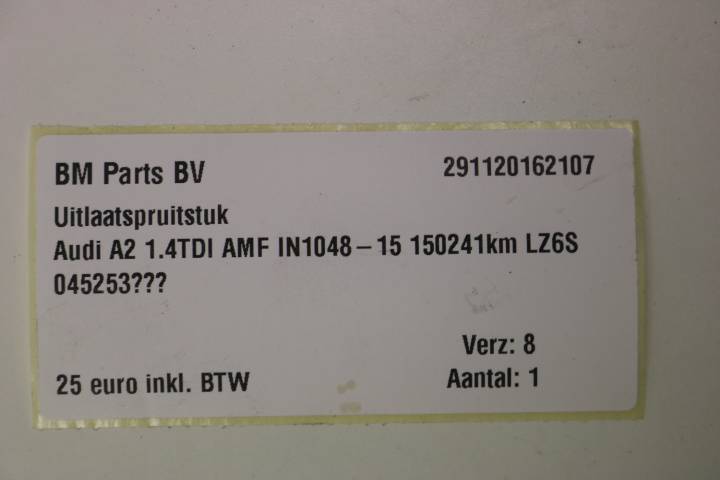 BM Parts BV 291120162107
Uitlaatspruitstuk
Audi A2 1.4TDI AMF IN1048-15 150241km LZ6S
045253???
Verz: 8
25 euro inkl. BTW Aantal: 1